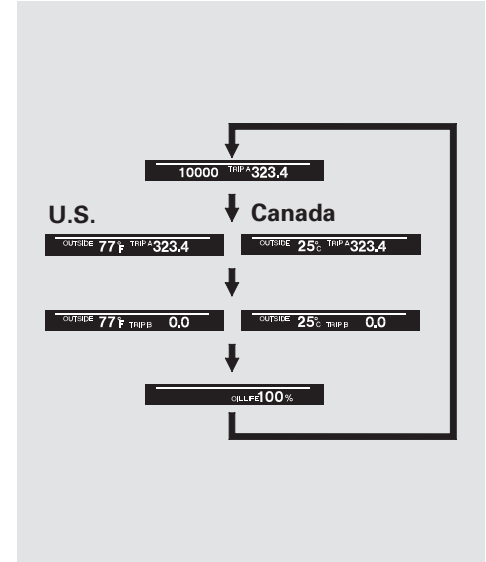 10000 TRIP A 323.4
U.S. Canada
OUTSIDE 77°F TRIP A 323.4 OUTSIDE 25°C TRIP A 323.4
OUTSIDE 77°F TRIP B 0.0 OUTSIDE 25°C TRIP B 0.0
OIL LIFE 100 %